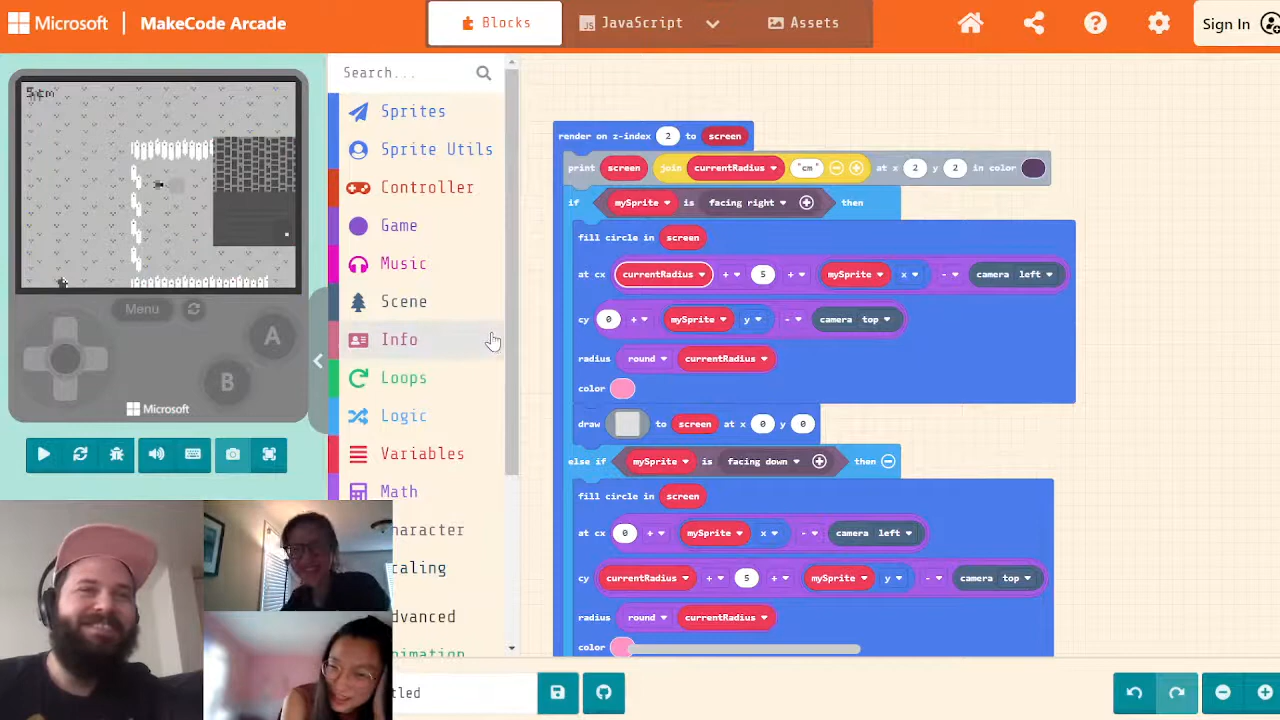 Microsoft | MakeCode Arcade
Blocks
JavaScript
Assets
Sign In
Search...
Sprites
Sprite Utils
Controller
Game
Music
Scene
Info
Loops
Logic
Variables
Math
haracter
caling
dvanced
nimation
Menu
A
B
Microsoft
render on z-index 2 to screen
print screen join currentRadius "cm" at x 2 y 2 in color
if mySprite is facing right then
fill circle in screen
at cx currentRadius + 5 + mySprite x - camera left
cy 0 + mySprite y - camera top
radius round currentRadius
color
draw to screen at x 0 y 0
else if mySprite is facing down then
fill circle in screen
at cx 0 + mySprite x - camera left
cy currentRadius + 5 + mySprite y - camera top
radius round currentRadius
color
tled